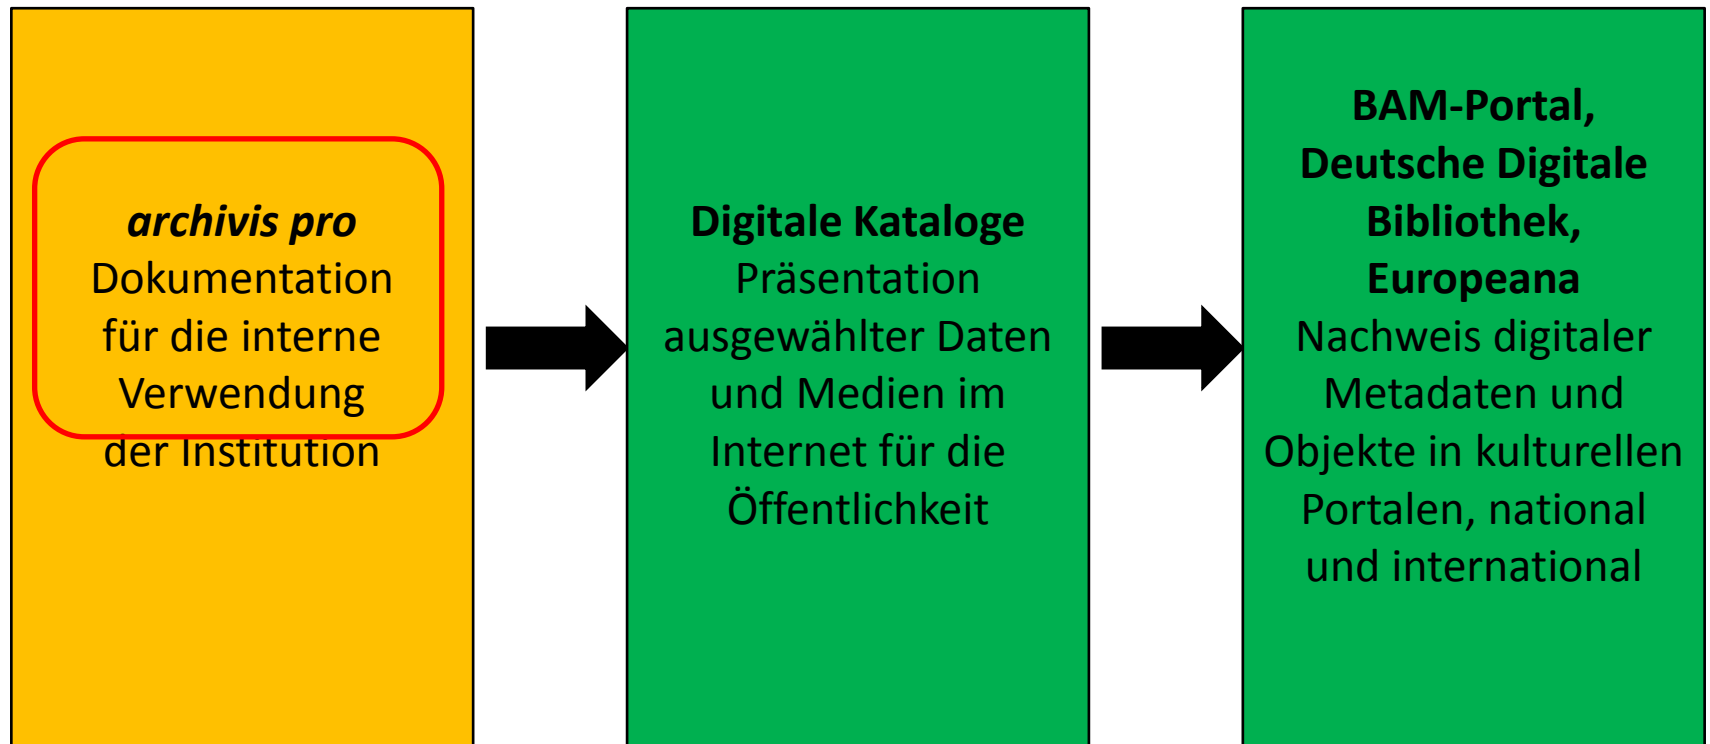 archivis pro
Dokumentation
für die interne
Verwendung
der Institution
Digitale Kataloge
Präsentation
ausgewählter Daten
und Medien im
Internet für die
Öffentlichkeit
BAM-Portal,
Deutsche Digitale
Bibliothek,
Europeana
Nachweis digitaler
Metadaten und
Objekte in kulturellen
Portalen, national
und international